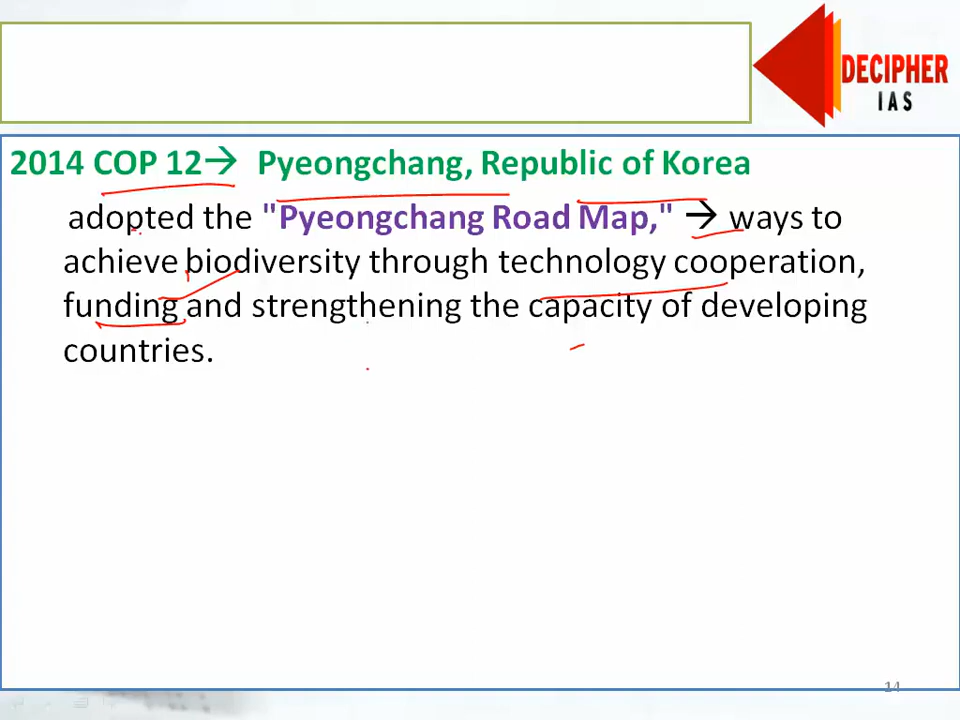 DECIPHER
IAS
2014 COP 12→ Pyeongchang, Republic of Korea
adopted the "Pyeongchang Road Map," → ways to
achieve biodiversity through technology cooperation,
funding and strengthening the capacity of developing
countries.
14